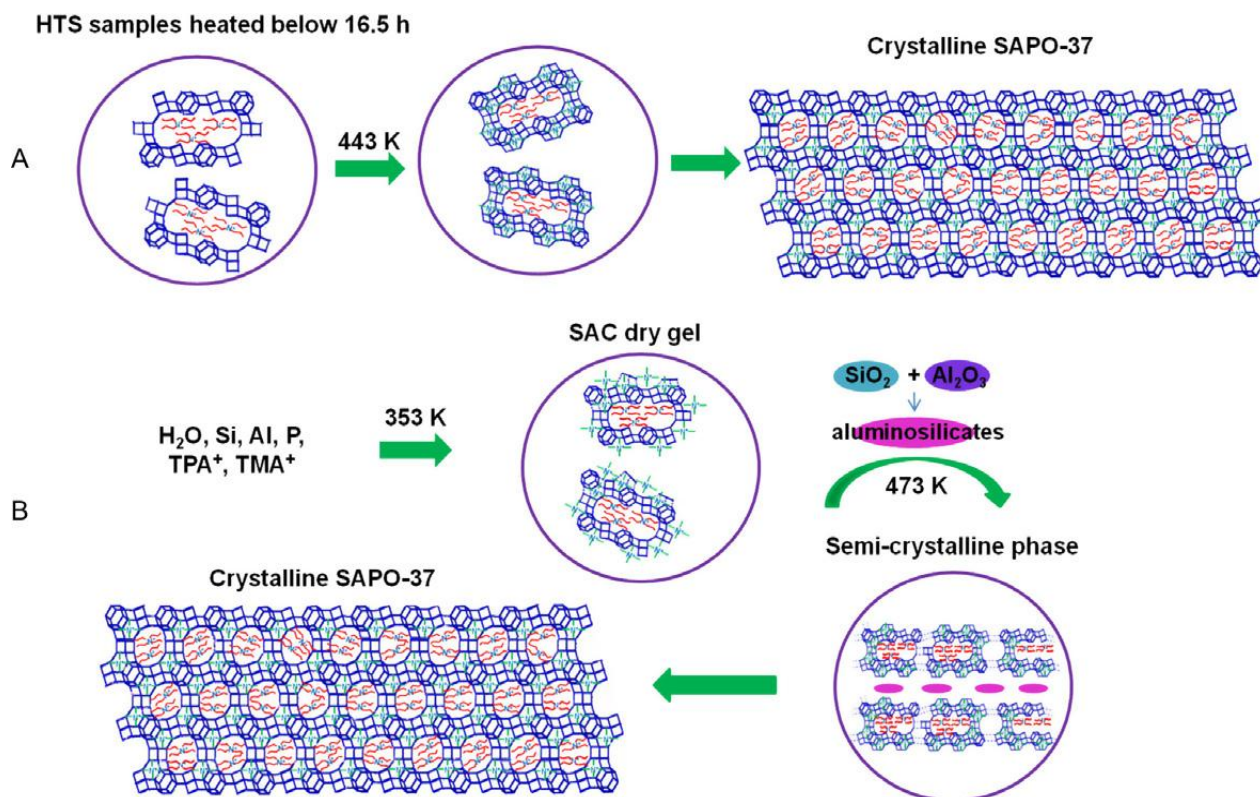 HTS samples heated below 16.5 h
Crystalline SAPO-37
443 K
A
SAC dry gel
SiO₂ + Al₂O₃
aluminosilicates
353 K
H₂O, Si, Al, P,
TPA⁺, TMA⁺
473 K
B
Semi-crystalline phase
Crystalline SAPO-37